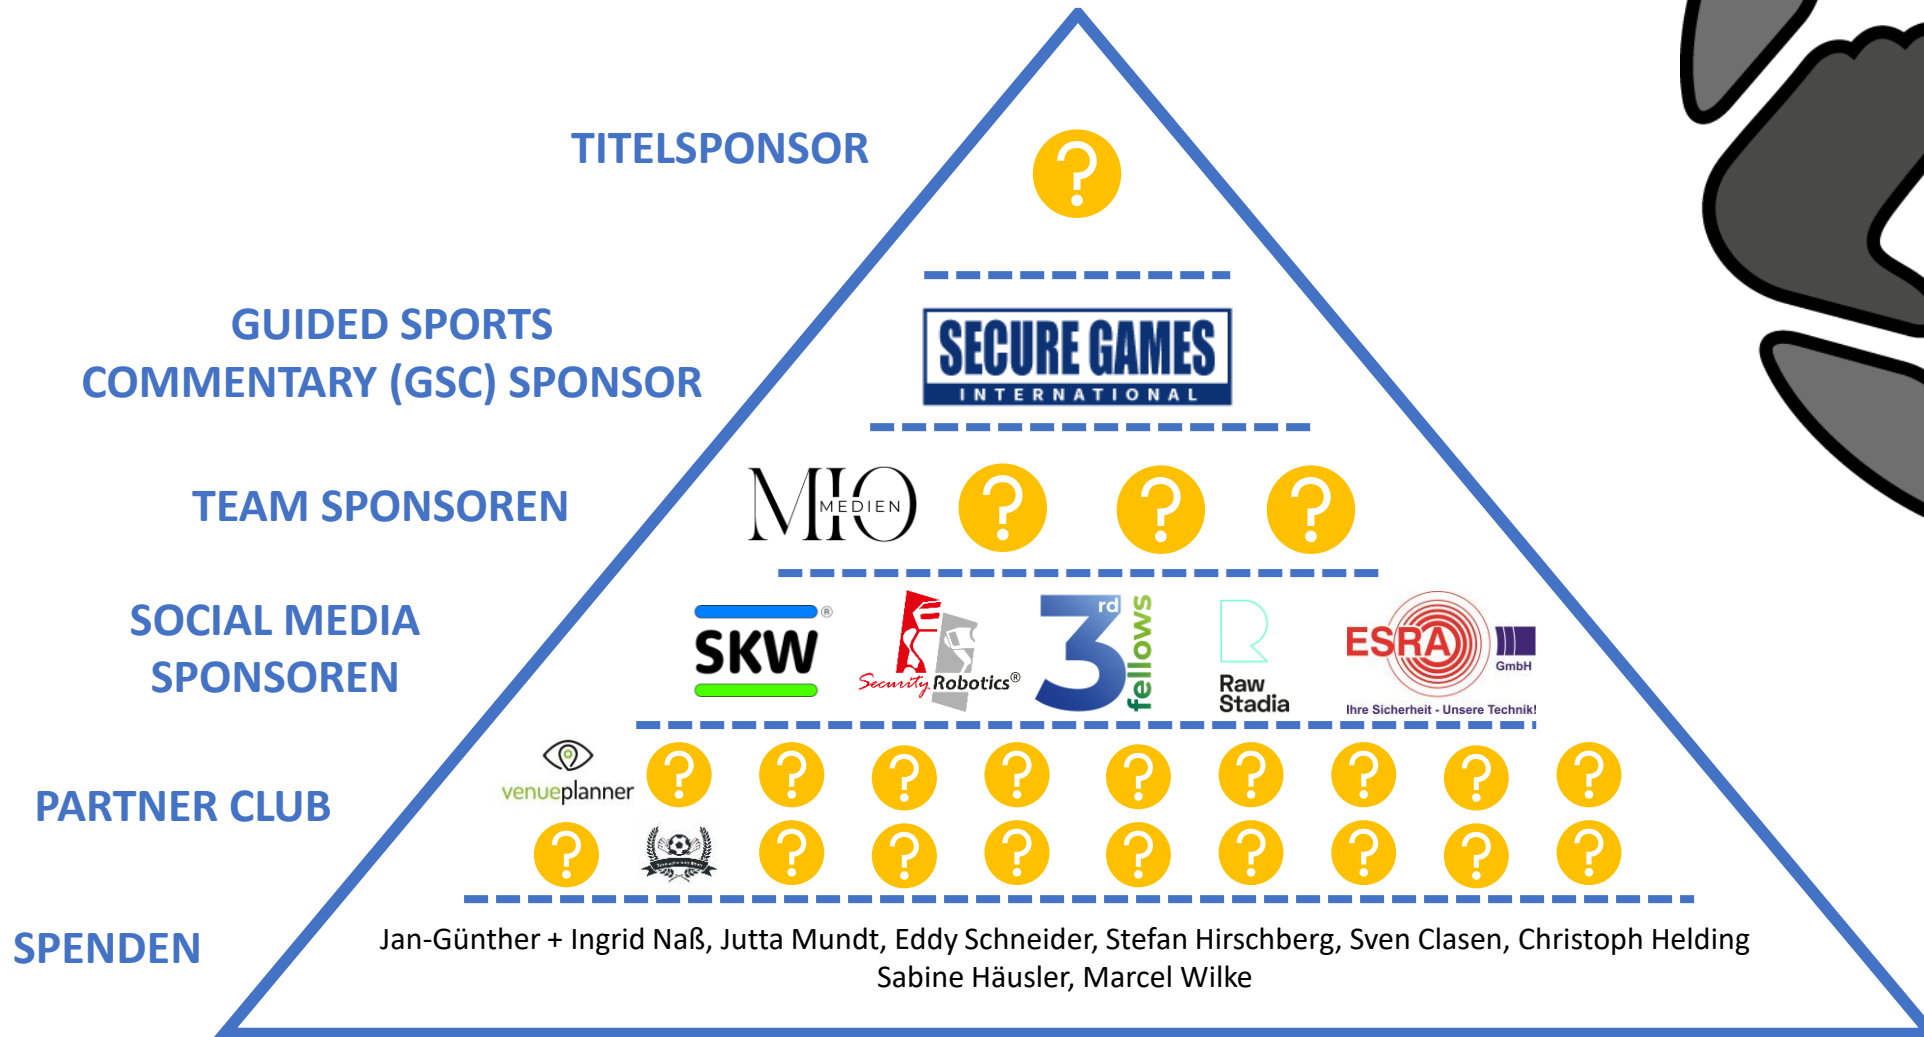 TITELSPONSOR
?
GUIDED SPORTS
COMMENTARY (GSC) SPONSOR
SECURE GAMES
INTERNATIONAL
TEAM SPONSOREN
MIO
MEDIEN
? ? ?
SOCIAL MEDIA
SPONSOREN
SKW®
Security Robotics®
3rd
fellows
Raw
Stadia
ESRA
GmbH
Ihre Sicherheit - Unsere Technik!
PARTNER CLUB
venueplanner
? ? ? ? ? ? ? ? ?
? ? ? ? ? ? ? ? ?
SPENDEN
Jan-Günther + Ingrid Naß, Jutta Mundt, Eddy Schneider, Stefan Hirschberg, Sven Clasen, Christoph Helding
Sabine Häusler, Marcel Wilke